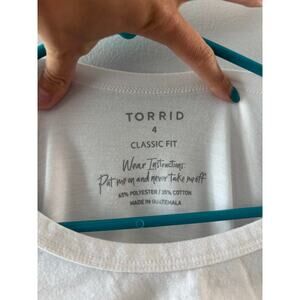 TORRID
4
CLASSIC FIT
Wear Instructions:
Put me on and never take me off
65% POLYESTER / 35% COTTON
MADE IN GUATEMALA